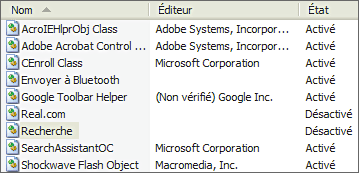 Nom Éditeur État
AcroIEHlprObj Class Adobe Systems, Incorpor... Activé
Adobe Acrobat Control ... Adobe Systems, Incorpor... Activé
CEnroll Class Microsoft Corporation Activé
Envoyer à Bluetooth Activé
Google Toolbar Helper (Non vérifié) Google Inc. Activé
Real.com Désactivé
Recherche Désactivé
SearchAssistantOC Microsoft Corporation Activé
Shockwave Flash Object Macromedia, Inc. Activé